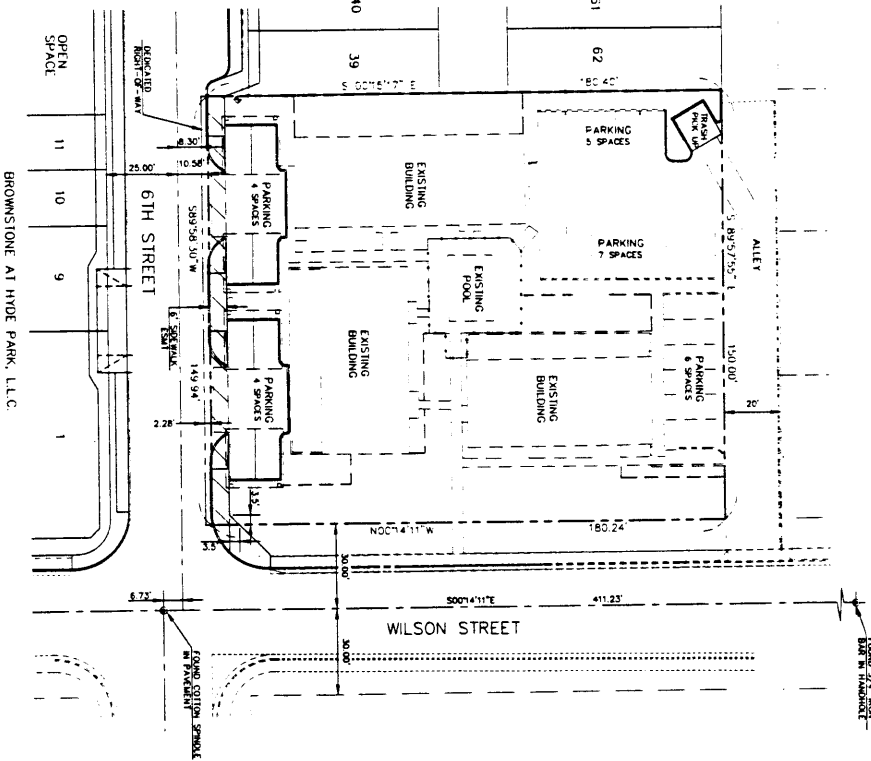 40
39
61
62
OPEN
SPACE
DEDICATED
RIGHT-OF-WAY
S 00°15'17" E
180.40'
TRASH
PICK UP
PARKING
5 SPACES
11
10
9
1
8.30'
10.58'
25.00'
6TH STREET
S89°58'30"W
149.94'
PARKING
4 SPACES
EXISTING
BUILDING
PARKING
7 SPACES
S 89°57'55" E
150.00'
ALLEY
EXISTING
POOL
6' SIDEWALK
ESMT
EXISTING
BUILDING
EXISTING
BUILDING
PARKING
6 SPACES
20'
PARKING
4 SPACES
2.28'
3.5'
3.5'
N00°14'11"W
180.24'
30.00'
30.00'
6.73'
S00°14'11"E
411.23'
WILSON STREET
FOUND COTTON SPINDLE
IN PAVEMENT
BAR IN HANDHOLE
BROWNSTONE AT HYDE PARK, L.L.C.